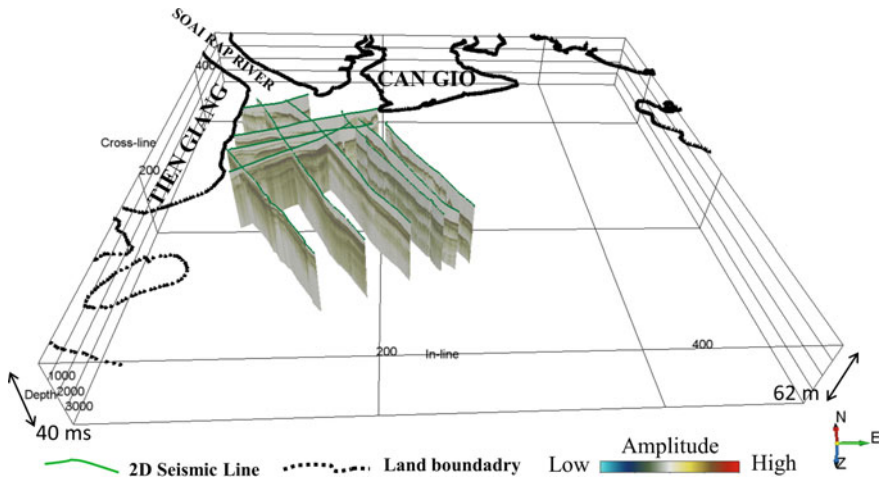 SOAI RAP RIVER
400
CAN GIO
TIEN GIANG
Cross-line
200
200
In-line
400
1000
Depth
2000
3000
40 ms
62 m
N
E
Z
2D Seismic Line
Land boundadry
Low
Amplitude
High